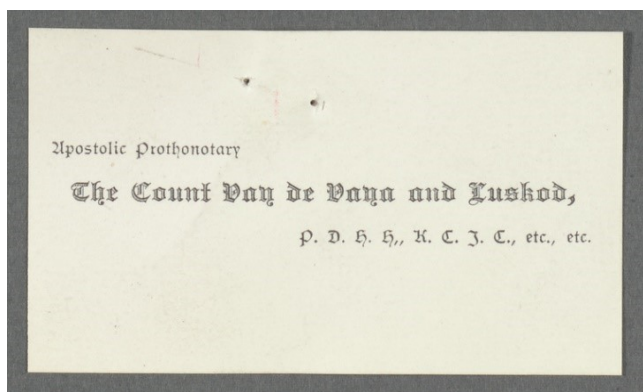 Apostolic Prothonotary
The Count Vay de Vaya and Luskod,
P. D. H. H,, K. C. J. C., etc., etc.